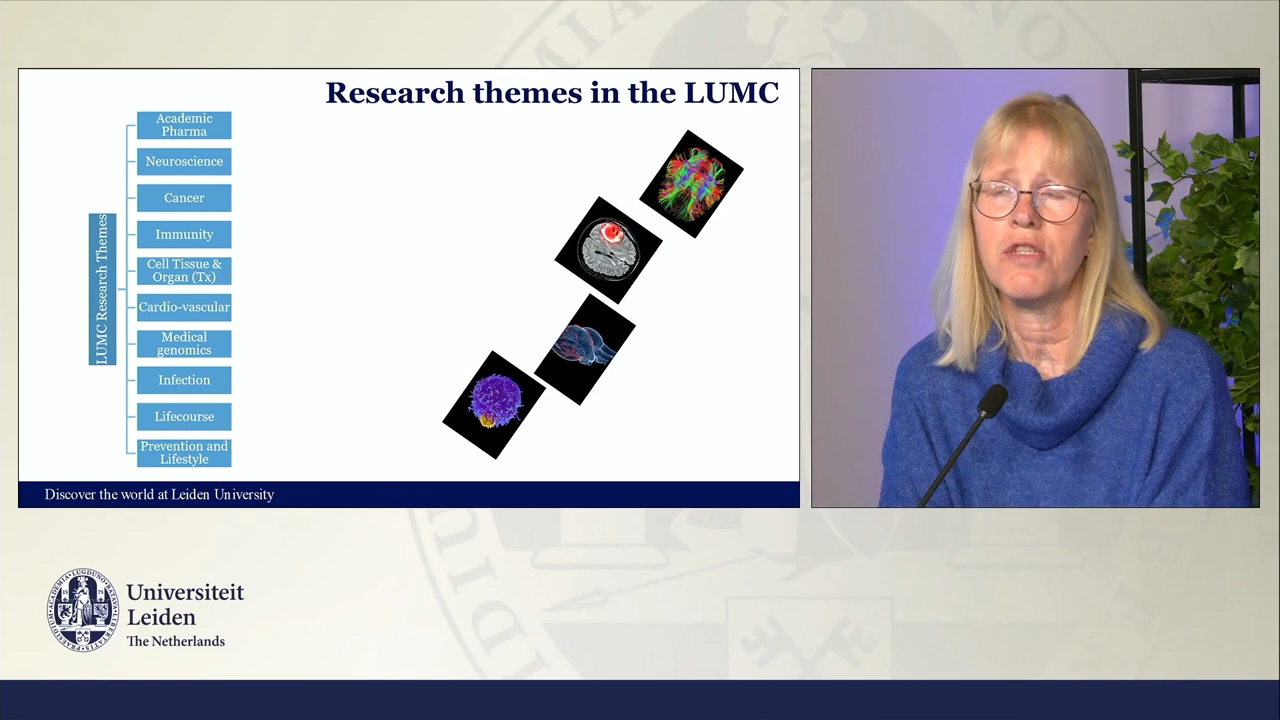 Research themes in the LUMC
LUMC Research Themes
Academic
Pharma
Neuroscience
Cancer
Immunity
Cell Tissue &
Organ (Tx)
Cardio-vascular
Medical
genomics
Infection
Lifecourse
Prevention and
Lifestyle
Discover the world at Leiden University
Universiteit
Leiden
The Netherlands